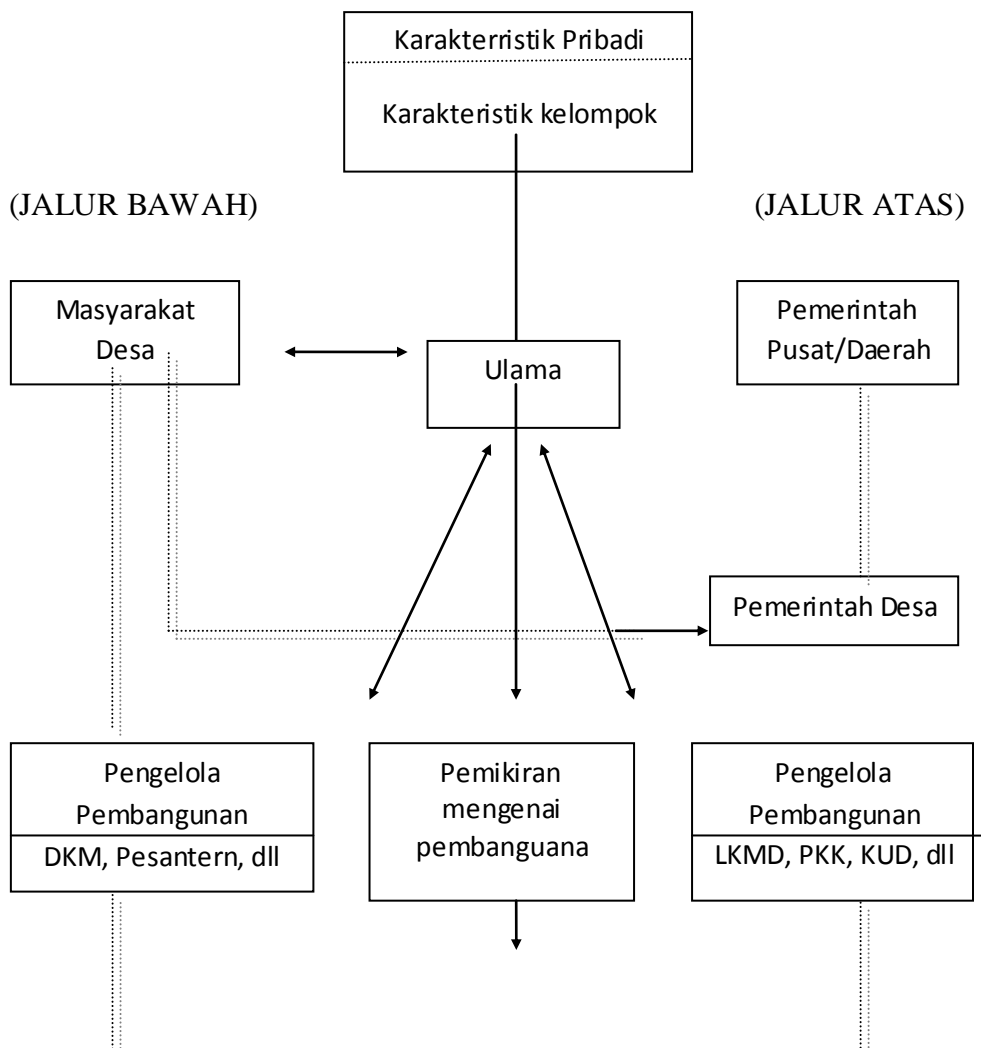 Karakterristik Pribadi
Karakteristik kelompok
(JALUR BAWAH)
(JALUR ATAS)
Masyarakat
Desa
Ulama
Pemerintah
Pusat/Daerah
Pemerintah Desa
Pengelola
Pembangunan
DKM, Pesantern, dll
Pemikiran
mengenai
pembanguana
Pengelola
Pembangunan
LKMD, PKK, KUD, dll